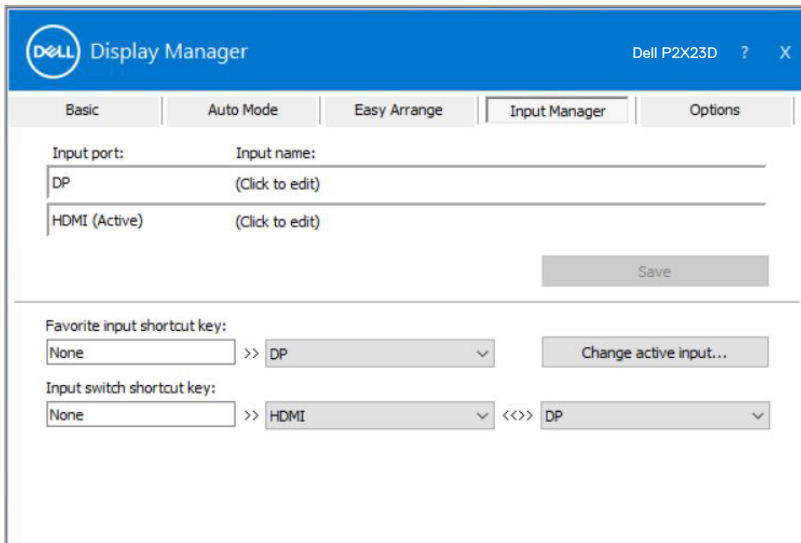 DELL Display Manager Dell P2X23D ? X
Basic Auto Mode Easy Arrange Input Manager Options
Input port: Input name:
DP (Click to edit)
HDMI (Active) (Click to edit)
Save
Favorite input shortcut key:
None >> DP Change active input...
Input switch shortcut key:
None >> HDMI <<>> DP